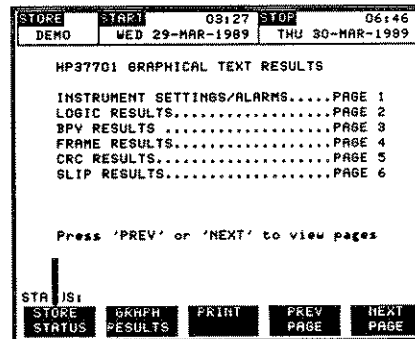 STORE START 03:27 STOP 06:46
DEMO WED 29-MAR-1989 THU 30-MAR-1989
HP37701 GRAPHICAL TEXT RESULTS
INSTRUMENT SETTINGS/ALARMS.....PAGE 1
LOGIC RESULTS..................PAGE 2
BPV RESULTS ...................PAGE 3
FRAME RESULTS..................PAGE 4
CRC RESULTS....................PAGE 5
SLIP RESULTS...................PAGE 6
Press 'PREV' or 'NEXT' to view pages
STORE STATUS GRAPH RESULTS PRINT PREV PAGE NEXT PAGE